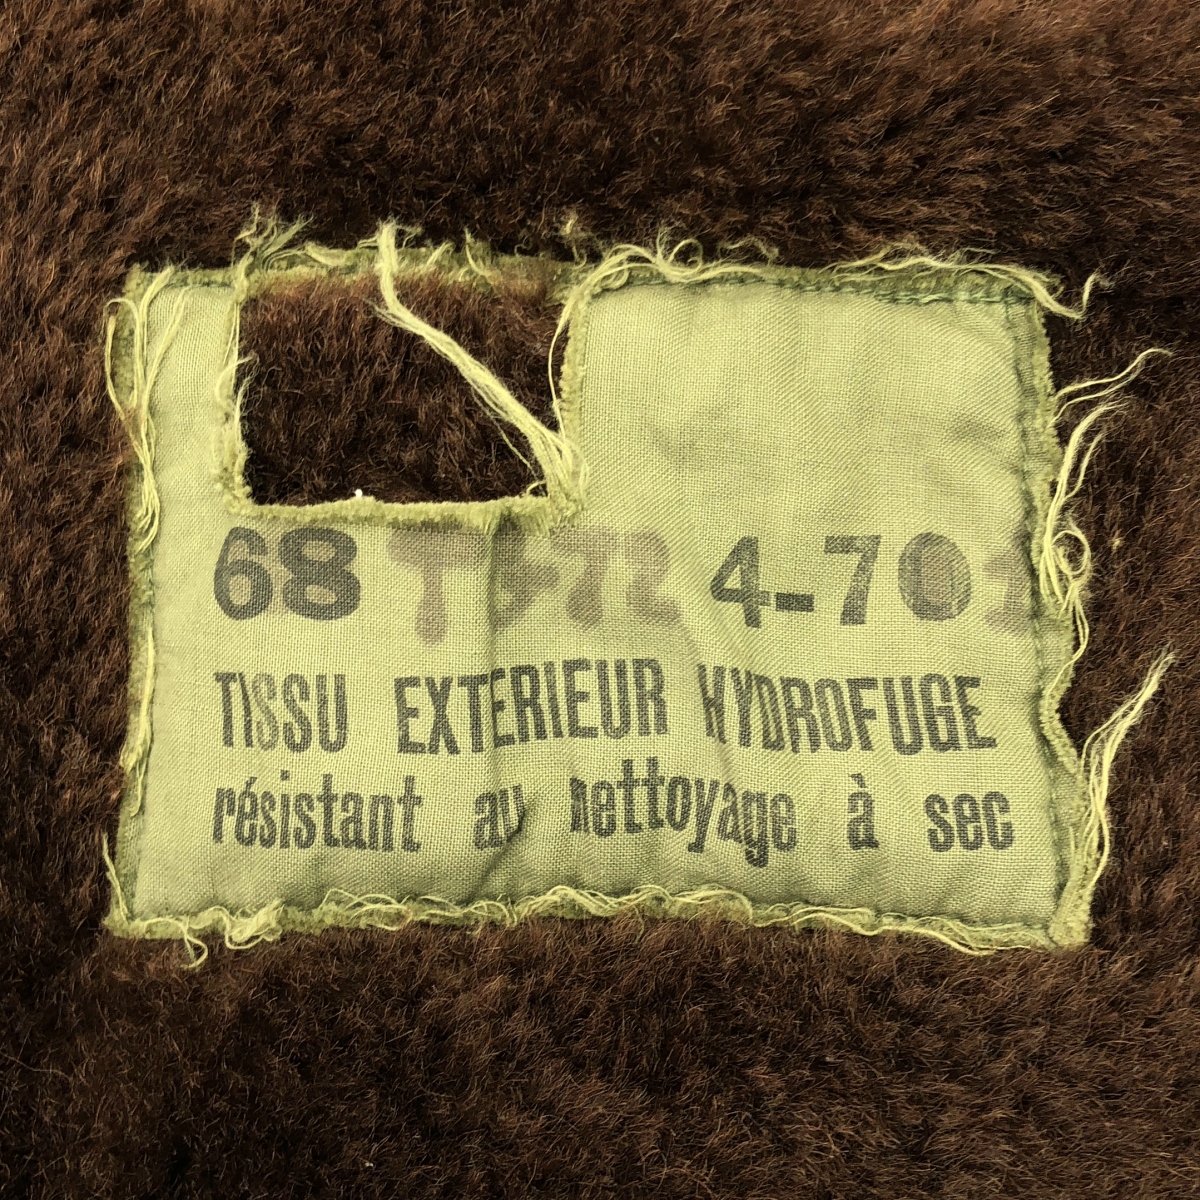 68 4-70
TISSU EXTERIEUR HYDROFUGE
résistant au nettoyage à sec